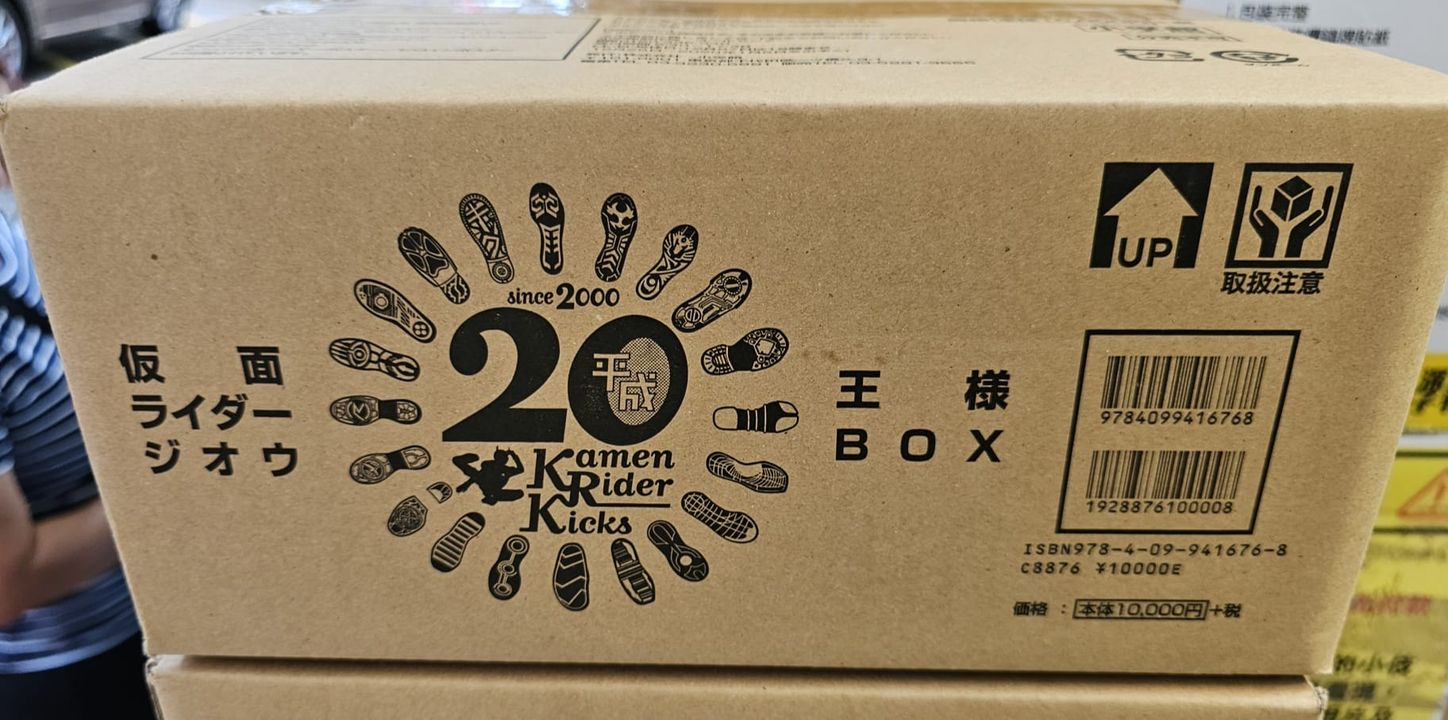 仮面
ライダー
ジオウ
since 2000
20
平成
Kamen
Rider
Kicks
王様
BOX
UP
取扱注意
9784099416768
1928876100008
ISBN978-4-09-941676-8
C8876 ¥10000E
価格：本体10,000円+税